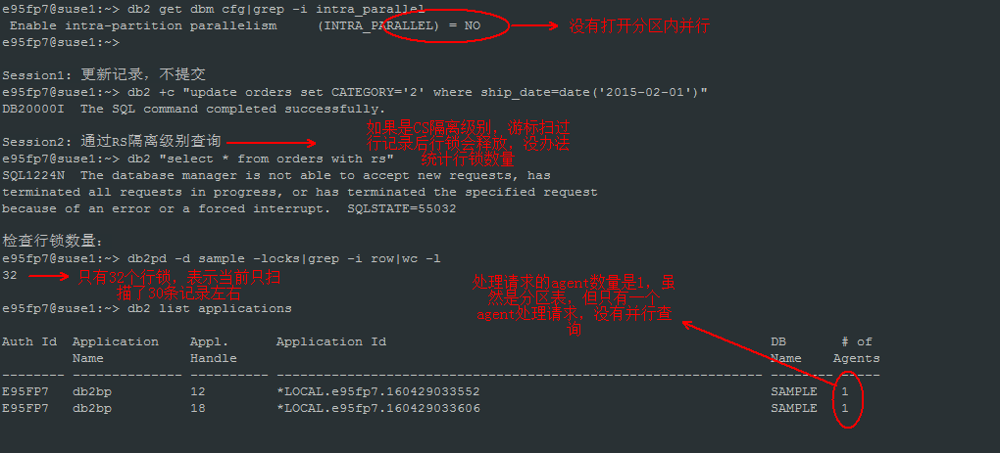 e95fp7@suse1:~> db2 get dbm cfg|grep -i intra_parallel
Enable intra-partition parallelism     (INTRA_PARALLEL) = NO
没有打开分区内并行
e95fp7@suse1:~>
Session1: 更新记录，不提交
e95fp7@suse1:~> db2 +c "update orders set CATEGORY='2' where ship_date=date('2015-02-01')"
DB20000I  The SQL command completed successfully.
Session2: 通过RS隔离级别查询
如果是CS隔离级别，游标扫过
行记录后行锁会释放，没办法
统计行锁数量
e95fp7@suse1:~> db2 "select * from orders with rs"
SQL1224N  The database manager is not able to accept new requests, has
terminated all requests in progress, or has terminated the specified request
because of an error or a forced interrupt.  SQLSTATE=55032
检查行锁数量:
e95fp7@suse1:~> db2pd -d sample -locks|grep -i row|wc -l
32
只有32个行锁，表示当前只扫
描了30条记录左右
处理请求的agent数量是1，虽
然是分区表，但只有一个
agent处理请求，没有并行查
询
e95fp7@suse1:~> db2 list applications
Auth Id  Application    Appl.      Application Id                                                 DB       # of
Name           Handle                                                                    Name    Agents
-------- -------------- ---------- -------------------------------------------------------------- -------- -----
E95FP7   db2bp          12         *LOCAL.e95fp7.160429033552                                     SAMPLE   1
E95FP7   db2bp          18         *LOCAL.e95fp7.160429033606                                     SAMPLE   1